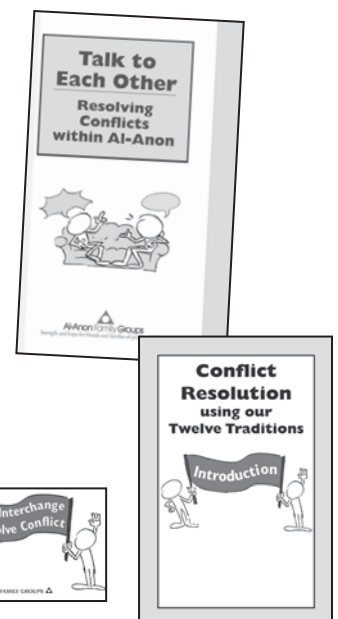 Talk to
Each Other
Resolving
Conflicts
within Al-Anon
Al-Anon Family Groups
Conflict
Resolution
using our
Twelve Traditions
Introduction
Interchange
Conflict
FAMILY GROUPS